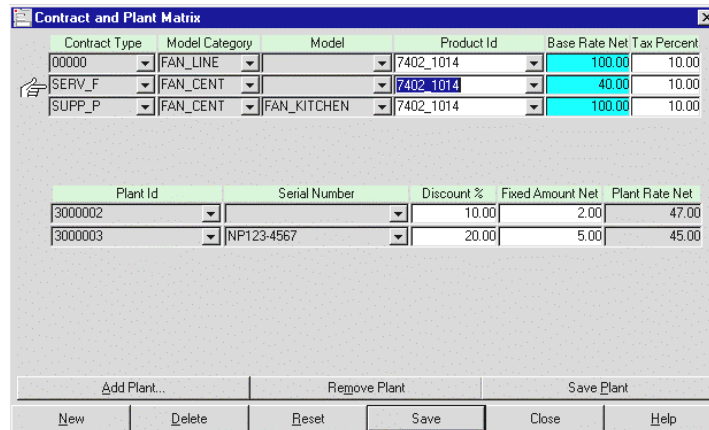 Contract and Plant Matrix
Contract Type Model Category Model Product Id Base Rate Net Tax Percent
00000 FAN_LINE 7402_1014 100.00 10.00
SERV_F FAN_CENT 7402_1014 40.00 10.00
SUPP_P FAN_CENT FAN_KITCHEN 7402_1014 100.00 10.00
Plant Id Serial Number Discount % Fixed Amount Net Plant Rate Net
3000002 10.00 2.00 47.00
3000003 NP123-4567 20.00 5.00 45.00
Add Plant... Remove Plant Save Plant
New Delete Reset Save Close Help